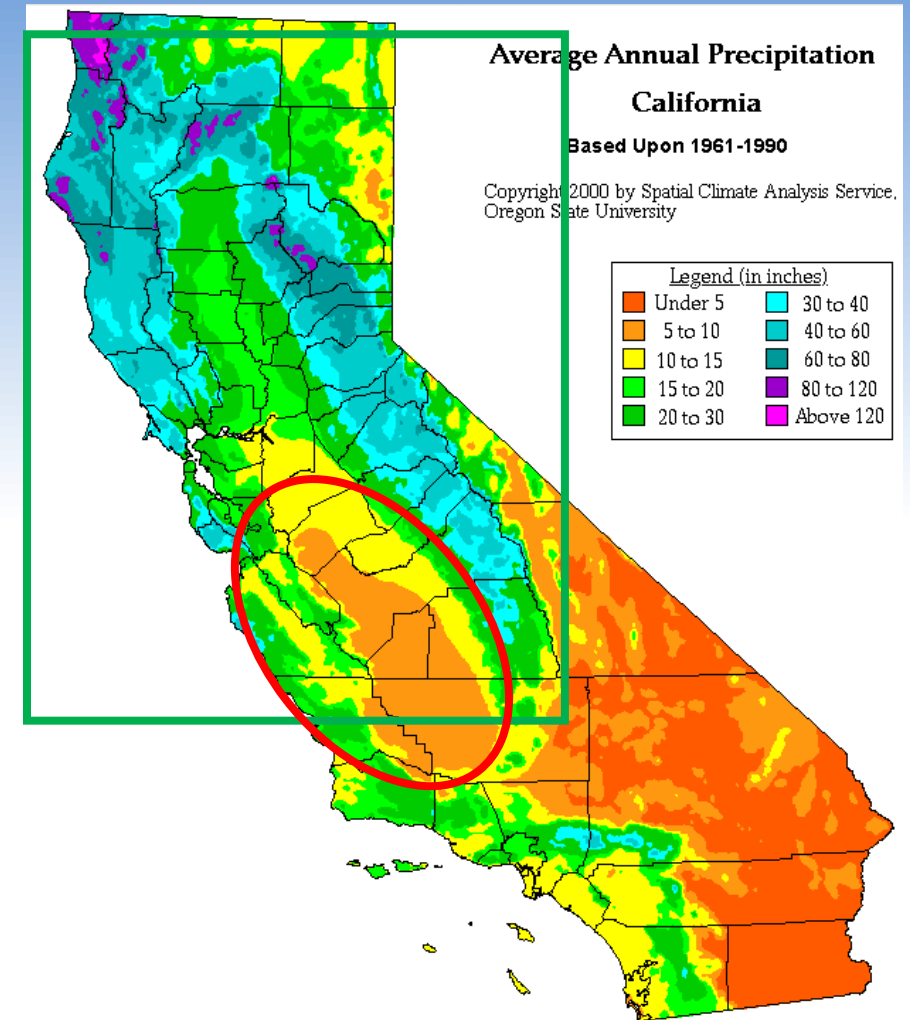 Average Annual Precipitation
California
Based Upon 1961-1990
Copyright 2000 by Spatial Climate Analysis Service,
Oregon State University
Legend (in inches)
Under 5
30 to 40
5 to 10
40 to 60
10 to 15
60 to 80
15 to 20
80 to 120
20 to 30
Above 120